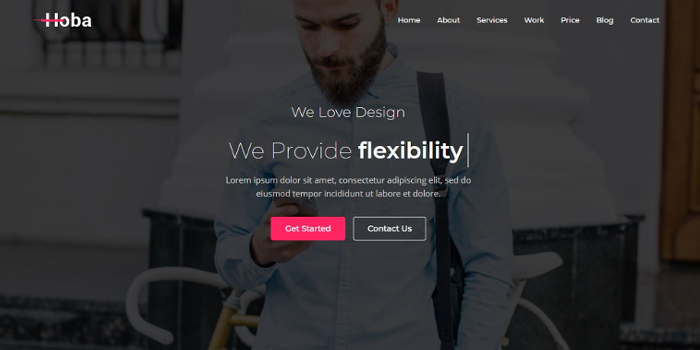 Hoba
Home About Services Work Price Blog Contact
We Love Design
We Provide flexibility
Lorem ipsum dolor sit amet, consectetur adipiscing elit, sed do
eiusmod tempor incididunt ut labore et dolore.
Get Started Contact Us